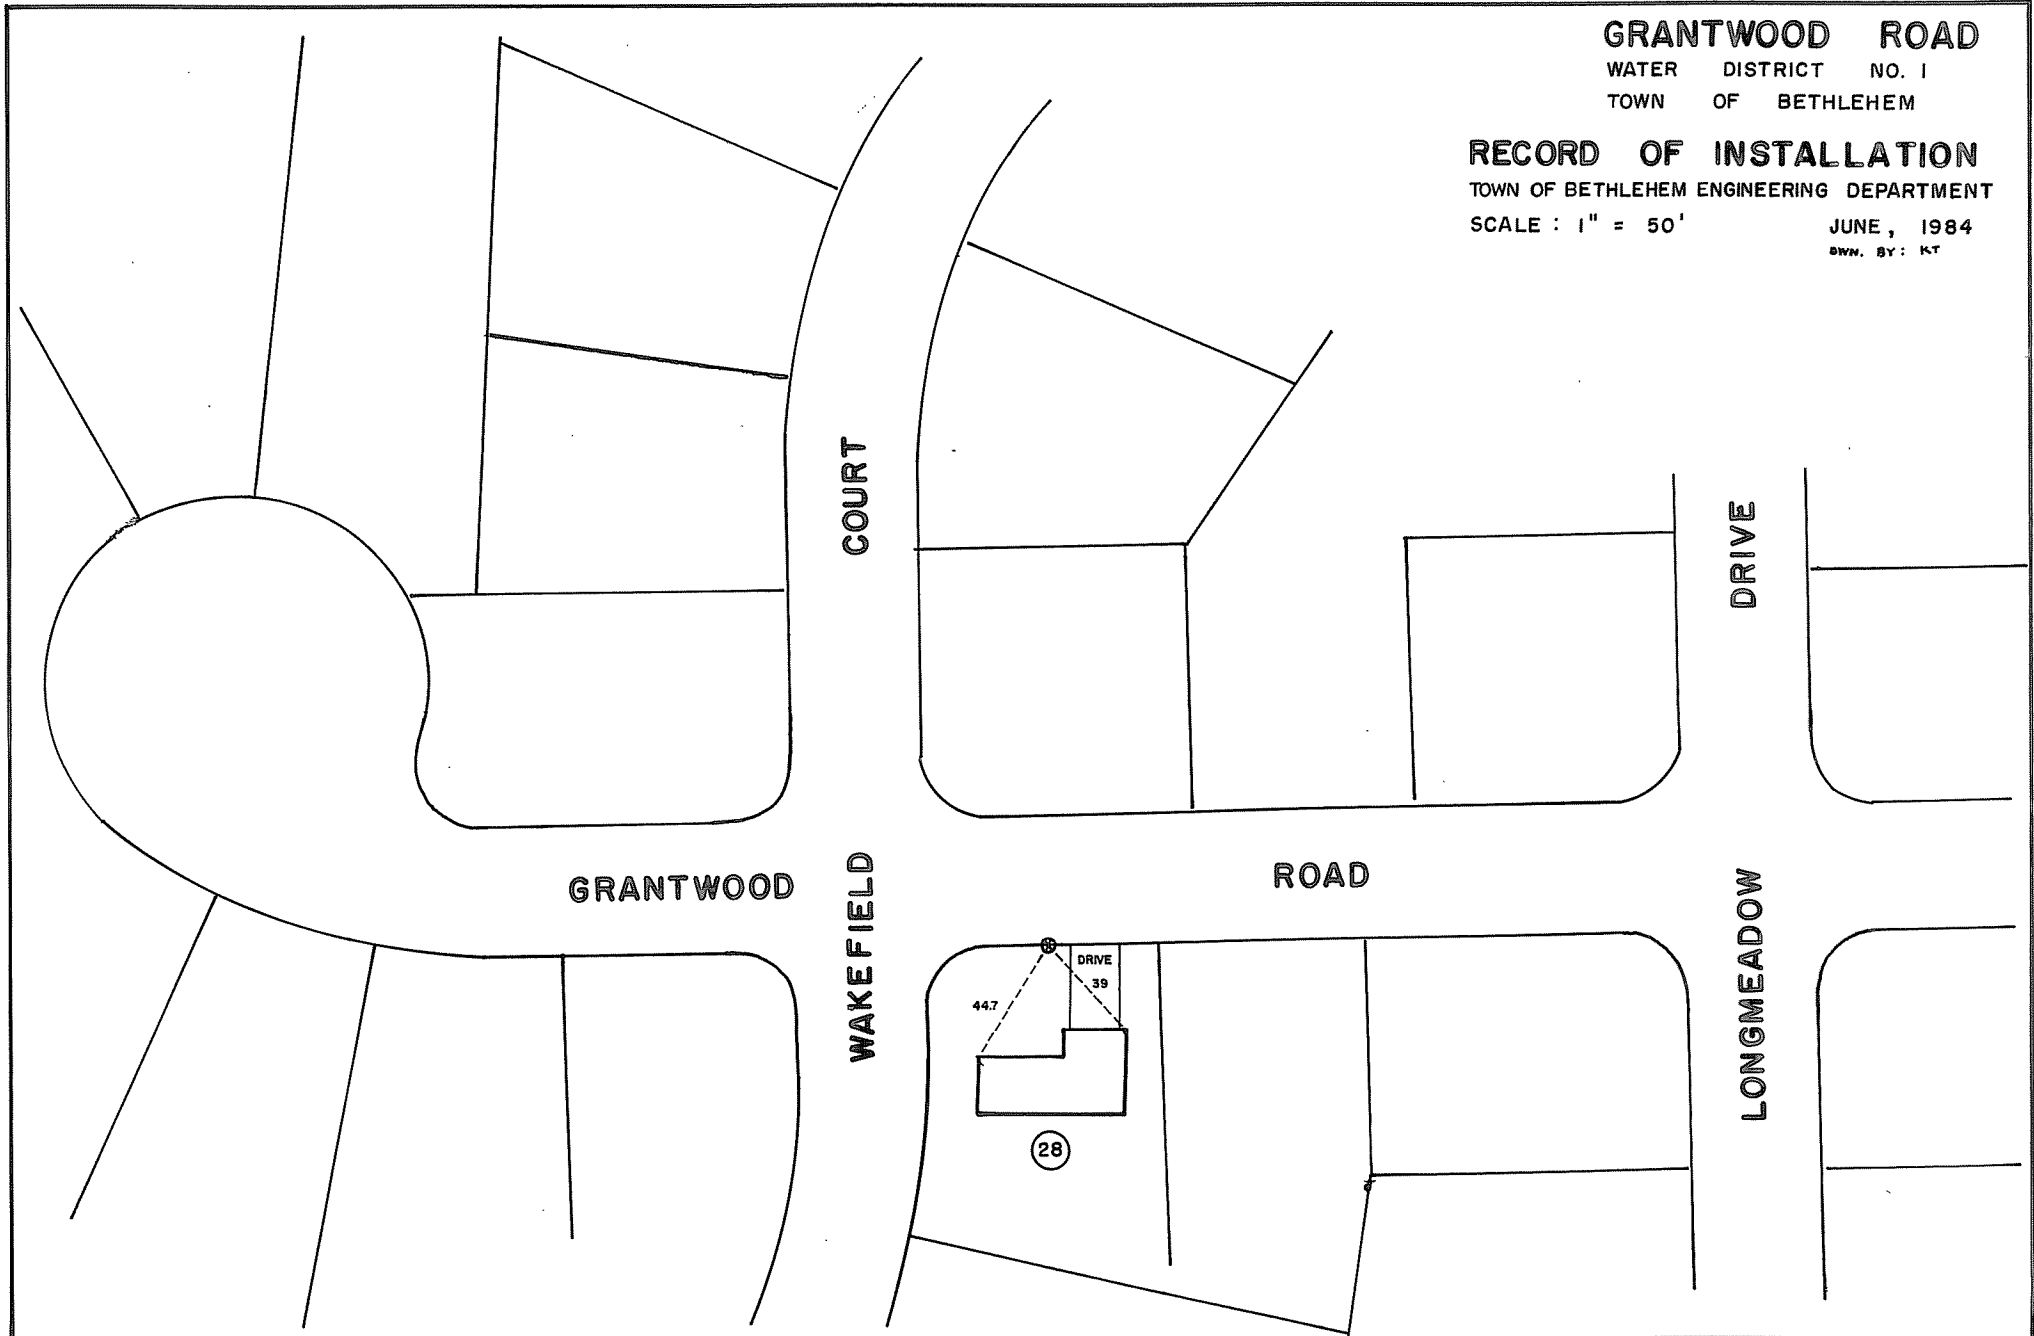 GRANTWOOD ROAD
WATER DISTRICT NO. 1
TOWN OF BETHLEHEM
RECORD OF INSTALLATION
TOWN OF BETHLEHEM ENGINEERING DEPARTMENT
SCALE : 1" = 50'
JUNE, 1984
DWN. BY: KT
COURT
DRIVE
GRANTWOOD
ROAD
WAKEFIELD
LONGMEADOW
DRIVE
39
44.7
28